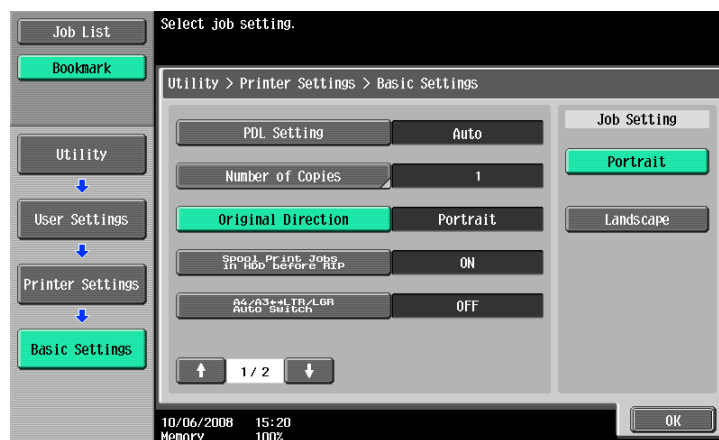 Job List
Select job setting.
Bookmark
Utility > Printer Settings > Basic Settings
PDL Setting
Auto
Job Setting
Portrait
Utility
Number of Copies
1
User Settings
Original Direction
Portrait
Landscape
Spool Print Jobs
in HDD before RIP
ON
Printer Settings
A4/A3↔LTR/LGR
Auto Switch
OFF
Basic Settings
1/ 2
10/06/2008 15:20
Memory 100%
OK